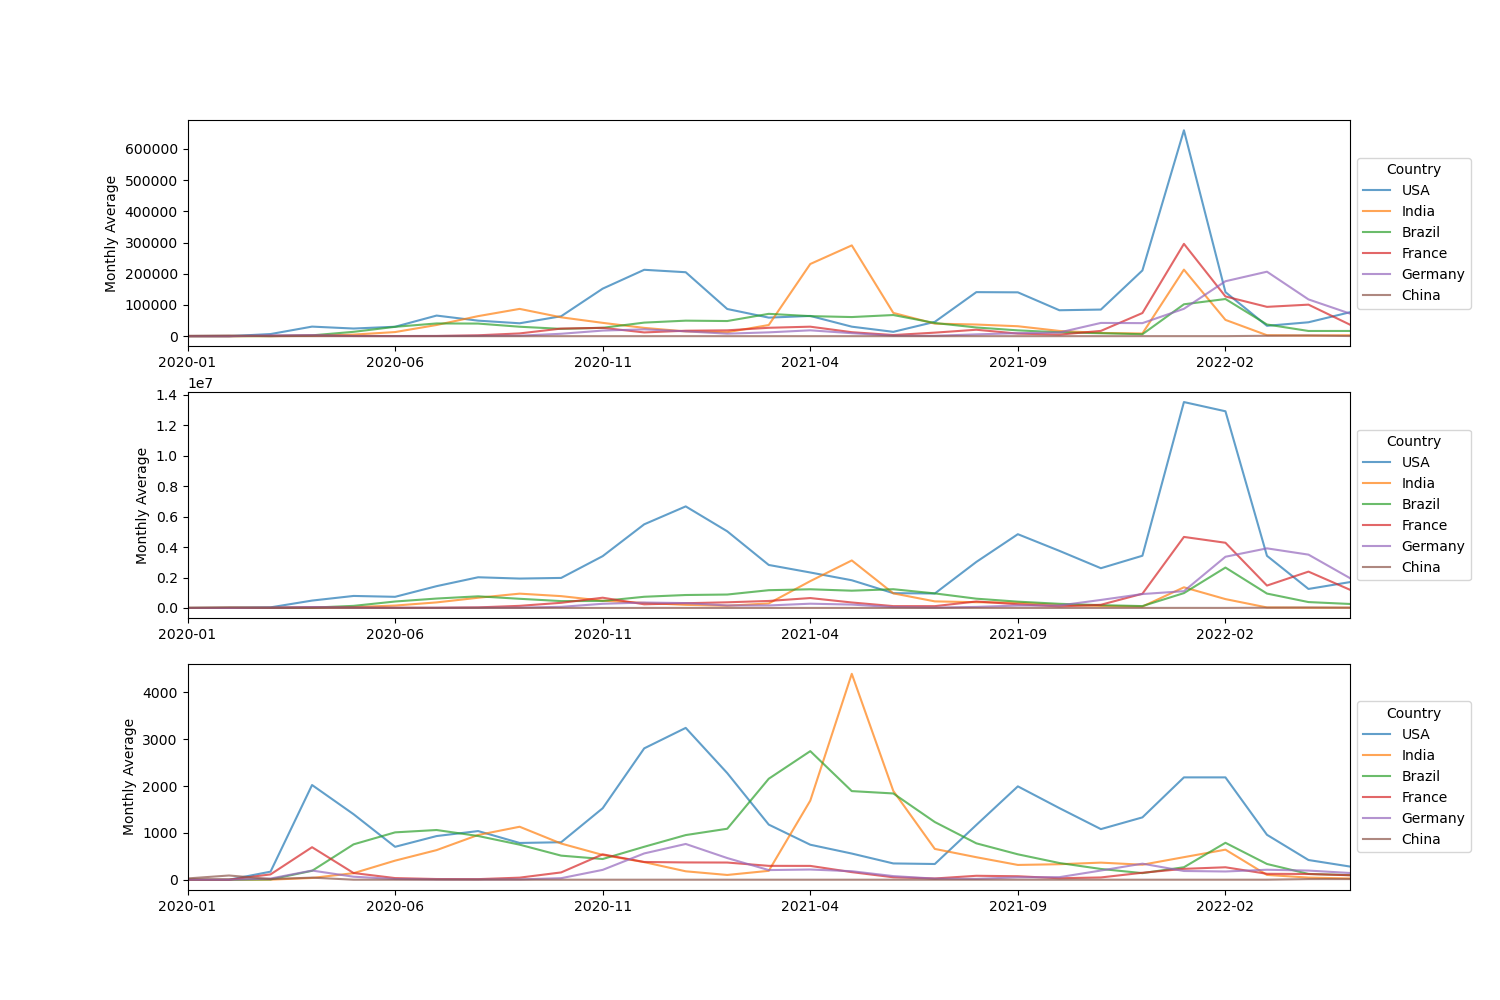 600000
500000
400000
300000
200000
100000
0
Monthly Average
2020-01 2020-06 2020-11 2021-04 2021-09 2022-02
Country
USA
India
Brazil
France
Germany
China
1e7
1.4
1.2
1.0
0.8
0.6
0.4
0.2
0.0
Monthly Average
2020-01 2020-06 2020-11 2021-04 2021-09 2022-02
Country
USA
India
Brazil
France
Germany
China
4000
3000
2000
1000
0
Monthly Average
2020-01 2020-06 2020-11 2021-04 2021-09 2022-02
Country
USA
India
Brazil
France
Germany
China